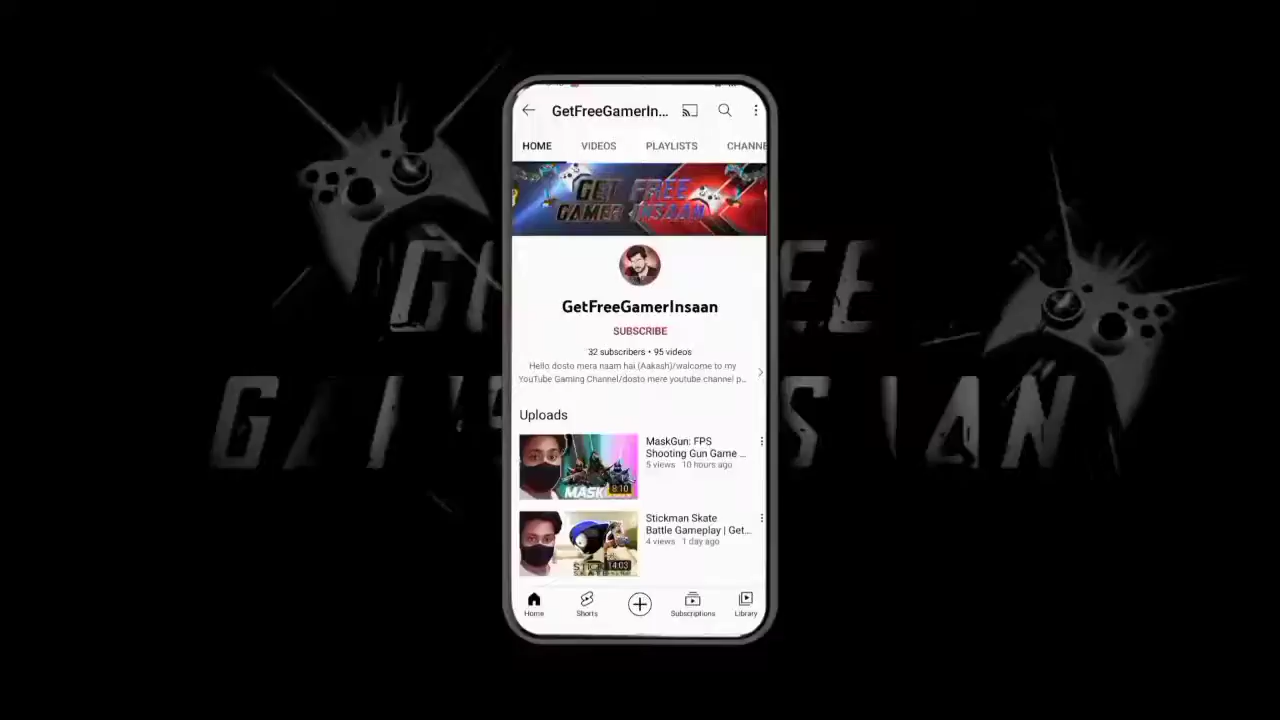 GetFreeGamerIn...
HOME VIDEOS PLAYLISTS CHANNE
GET FREE
GAMER INSAAN
GetFreeGamerInsaan
SUBSCRIBE
32 subscribers • 95 videos
Hello dosto mera naam hai (Aakash)/walcome to my
YouTube Gaming Channel/dosto mere youtube channel p...
Uploads
MaskGun: FPS
Shooting Gun Game ...
5 views 10 hours ago
MASKGUN
8:10
Stickman Skate
Battle Gameplay | Get...
4 views 1 day ago
14:03
Home Shorts Subscriptions Library